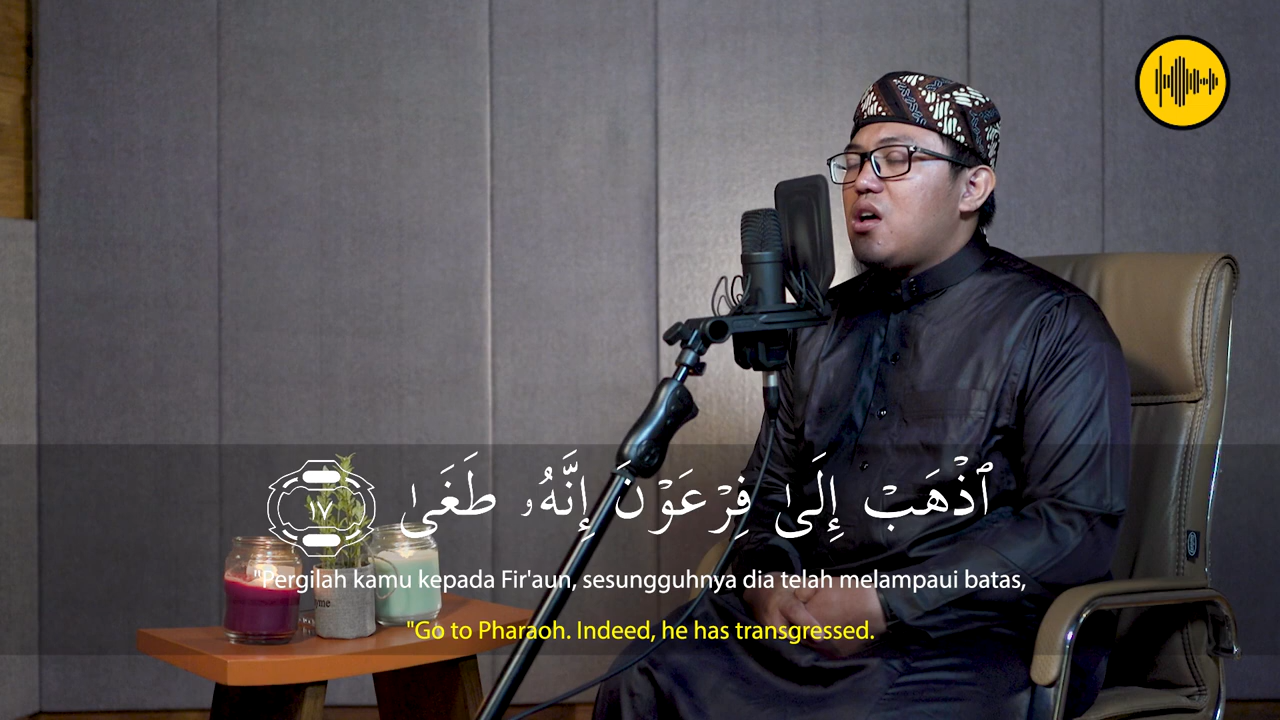 ٱذْهَبْ إِلَىٰ فِرْعَوْنَ إِنَّهُۥ طَغَىٰ ١٧
"Pergilah kamu kepada Fir'aun, sesungguhnya dia telah melampaui batas,
"Go to Pharaoh. Indeed, he has transgressed.